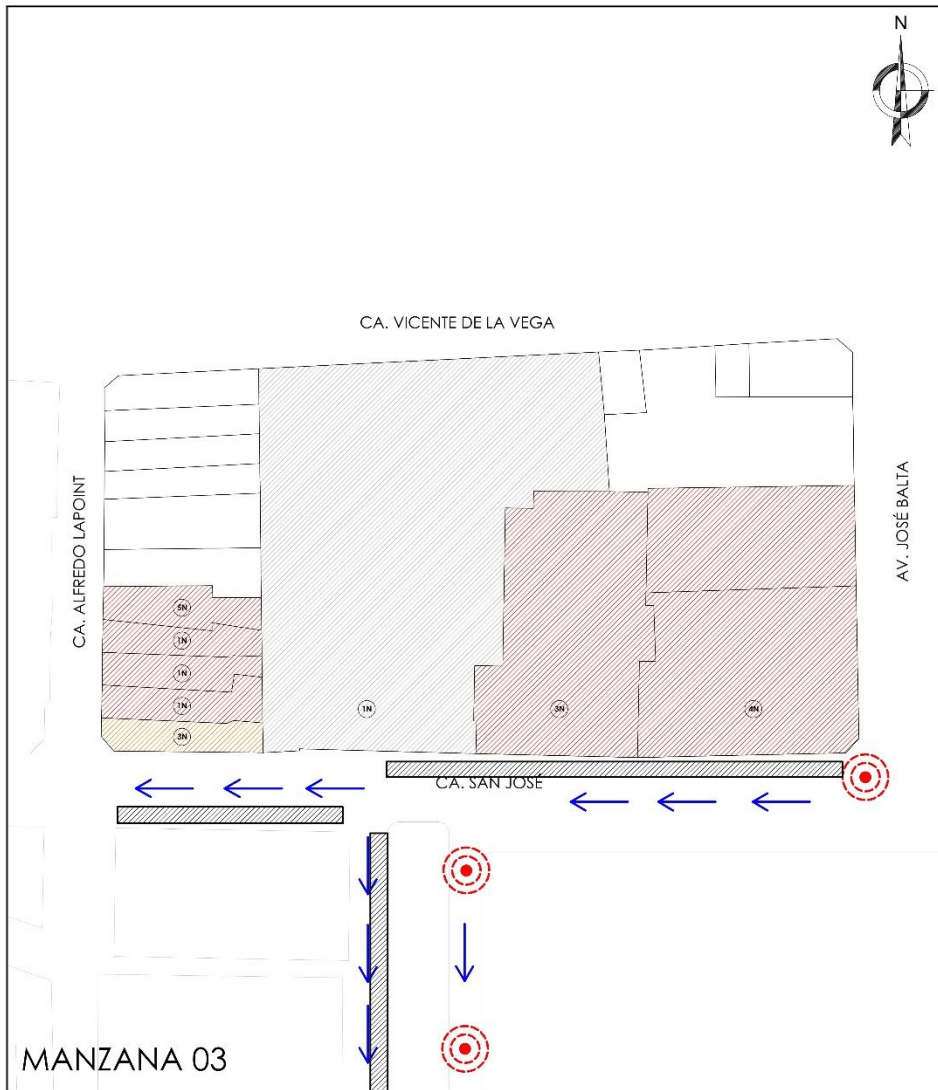 N
CA. VICENTE DE LA VEGA
CA. ALFREDO LAPOINT
AV. JOSÉ BALTA
5N
1N
1N
1N
3N
1N
3N
4N
CA. SAN JOSÉ
MANZANA 03